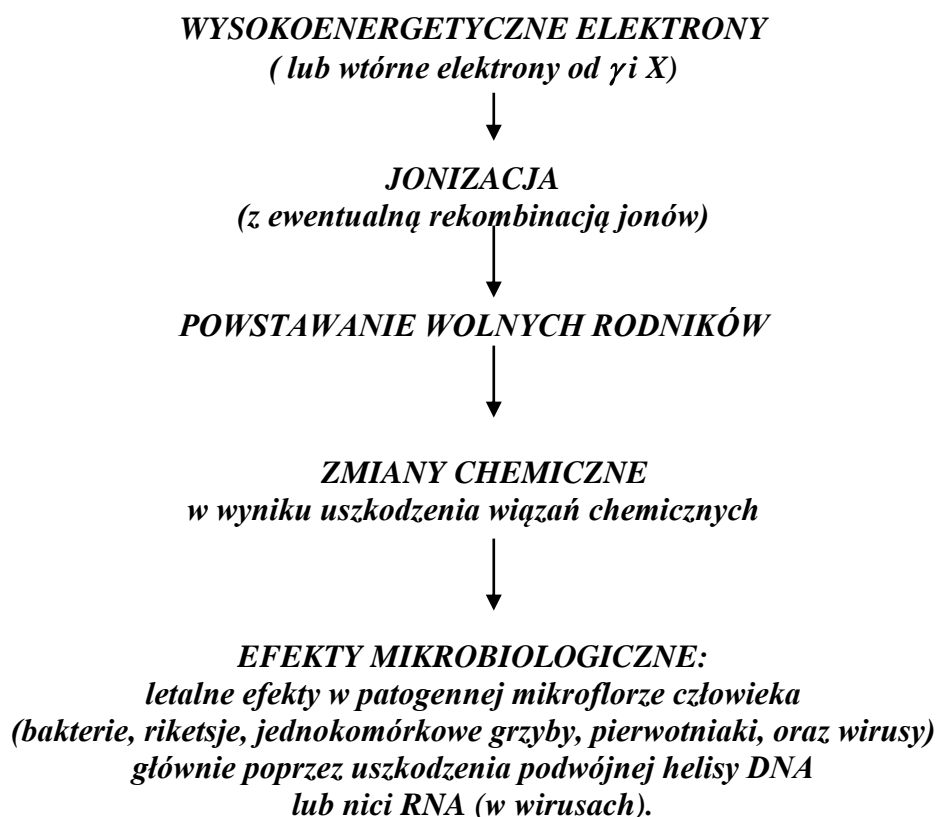 WYSOKOENERGETYCZNE ELEKTRONY
( lub wtórne elektrony od γ i X)
JONIZACJA
(z ewentualną rekombinacją jonów)
POWSTAWANIE WOLNYCH RODNIKÓW
ZMIANY CHEMICZNE
w wyniku uszkodzenia wiązań chemicznych
EFEKTY MIKROBIOLOGICZNE:
letalne efekty w patogennej mikroflorze człowieka
(bakterie, riketsje, jednokomórkowe grzyby, pierwotniaki, oraz wirusy)
głównie poprzez uszkodzenia podwójnej helisy DNA
lub nici RNA (w wirusach).